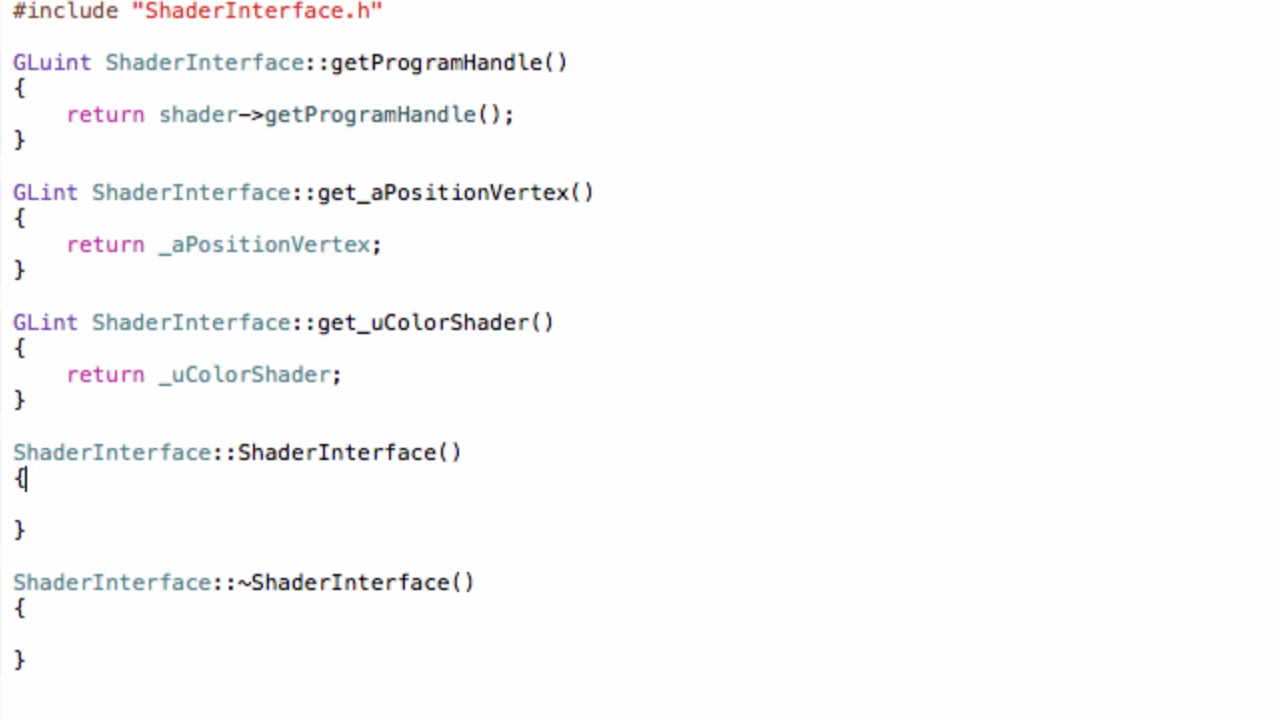 #include "ShaderInterface.h"
GLuint ShaderInterface::getProgramHandle()
{
return shader->getProgramHandle();
}
GLint ShaderInterface::get_aPositionVertex()
{
return _aPositionVertex;
}
GLint ShaderInterface::get_uColorShader()
{
return _uColorShader;
}
ShaderInterface::ShaderInterface()
{
}
ShaderInterface::~ShaderInterface()
{
}